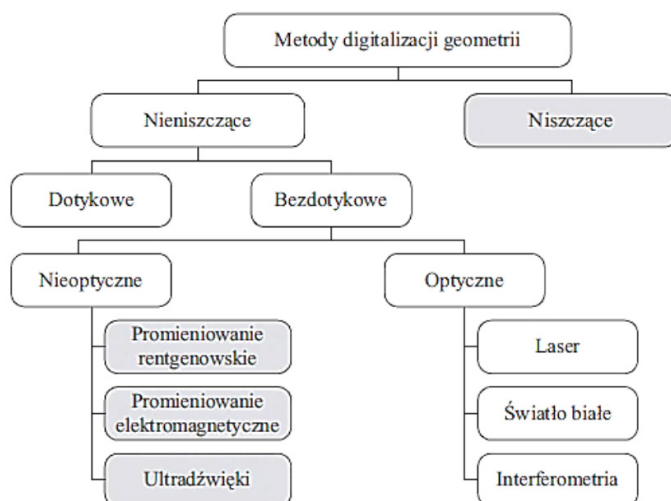 Metody digitalizacji geometrii
Nieniszczące
Niszczące
Dotykowe
Bezdotykowe
Nieoptyczne
Optyczne
Promieniowanie
rentgenowskie
Promieniowanie
elektromagnetyczne
Ultradźwięki
Laser
Światło białe
Interferometria